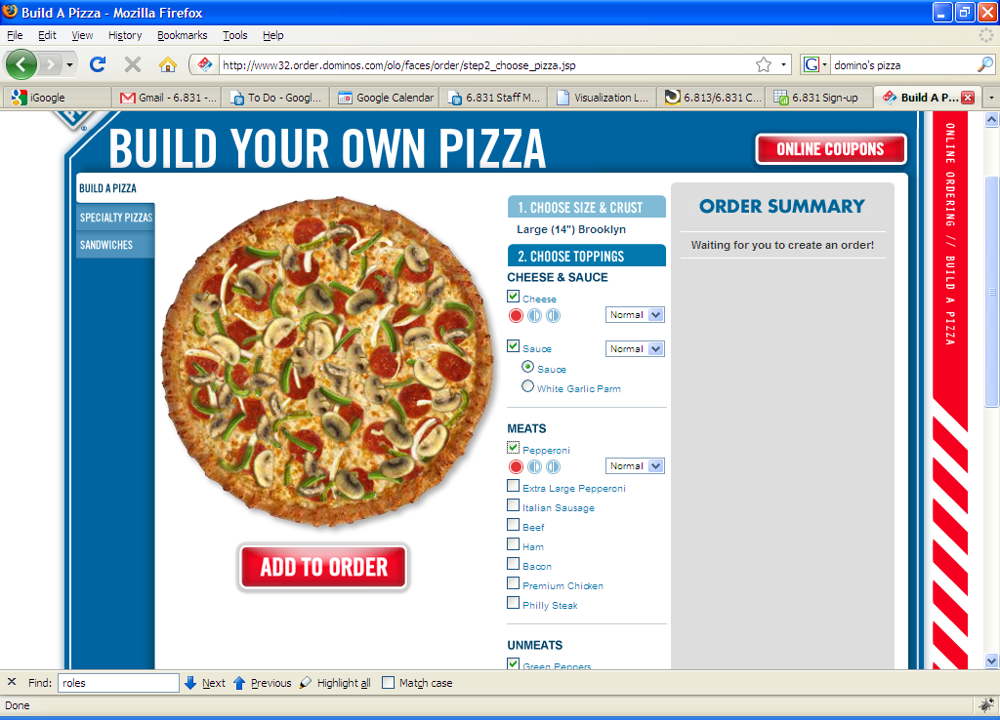 Build A Pizza - Mozilla Firefox
File Edit View History Bookmarks Tools Help
http://www32.order.dominos.com/olo/faces/order/step2_choose_pizza.jsp
G domino's pizza
iGoogle
Gmail - 6.831 -...
To Do - Googl...
Google Calendar
6.831 Staff M...
Visualization L...
6.813/6.831 C...
6.831 Sign-up
Build A P...
BUILD YOUR OWN PIZZA
ONLINE COUPONS
BUILD A PIZZA
SPECIALTY PIZZAS
SANDWICHES
ADD TO ORDER
1. CHOOSE SIZE & CRUST
Large (14") Brooklyn
2. CHOOSE TOPPINGS
CHEESE & SAUCE
Cheese
Normal
Sauce
Normal
Sauce
White Garlic Parm
MEATS
Pepperoni
Normal
Extra Large Pepperoni
Italian Sausage
Beef
Ham
Bacon
Premium Chicken
Philly Steak
UNMEATS
Green Peppers
ORDER SUMMARY
Waiting for you to create an order!
ONLINE ORDERING // BUILD A PIZZA
Find: roles Next Previous Highlight all Match case
Done